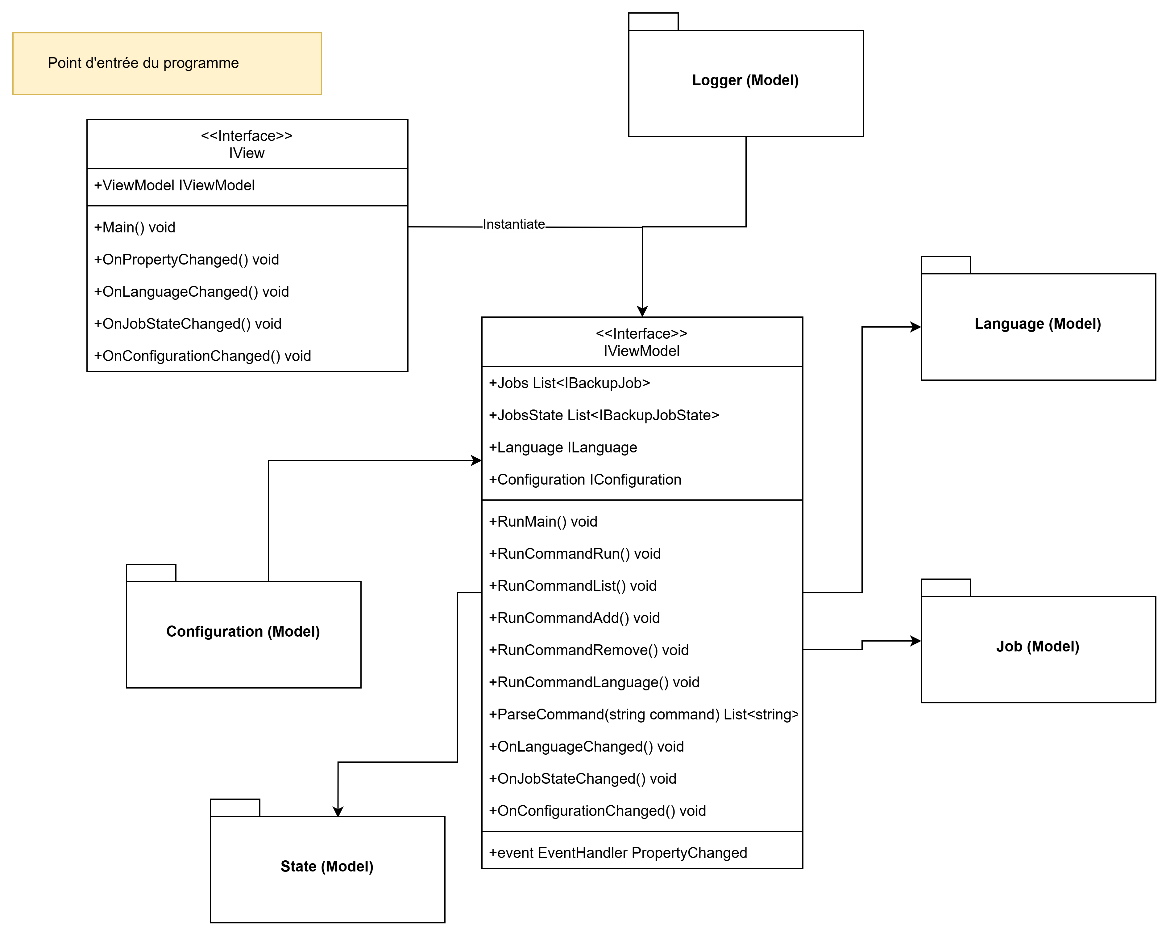 Point d'entrée du programme
Logger (Model)
<<Interface>>
IView
+ViewModel IViewModel
+Main() void
+OnPropertyChanged() void
+OnLanguageChanged() void
+OnJobStateChanged() void
+OnConfigurationChanged() void
Instantiate
<<Interface>>
IViewModel
+Jobs List<IBackupJob>
+JobsState List<IBackupJobState>
+Language ILanguage
+Configuration IConfiguration
+RunMain() void
+RunCommandRun() void
+RunCommandList() void
+RunCommandAdd() void
+RunCommandRemove() void
+RunCommandLanguage() void
+ParseCommand(string command) List<string>
+OnLanguageChanged() void
+OnJobStateChanged() void
+OnConfigurationChanged() void
+event EventHandler PropertyChanged
Language (Model)
Configuration (Model)
Job (Model)
State (Model)